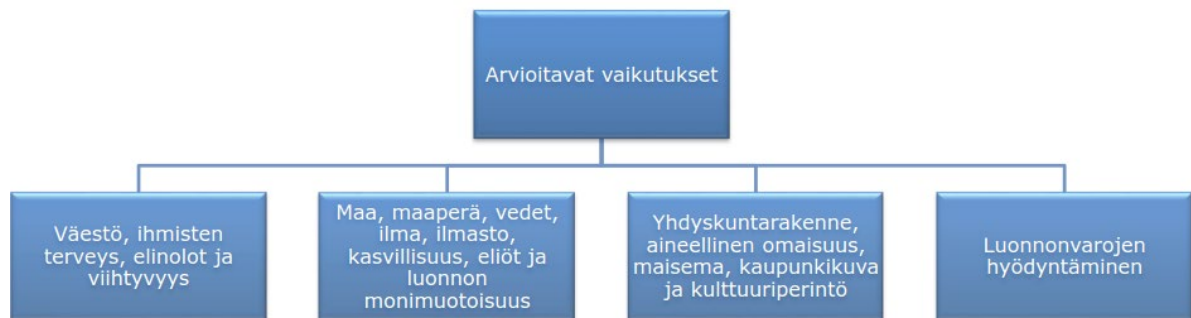 Arvioitavat vaikutukset
Väestö, ihmisten
terveys, elinolot ja
viihtyvyys
Maa, maaperä, vedet,
ilma, ilmasto,
kasvillisuus, eliöt ja
luonnon
monimuotoisuus
Yhdyskuntarakenne,
aineellinen omaisuus,
maisema, kaupunkikuva
ja kulttuuriperintö
Luonnonvarojen
hyödyntäminen